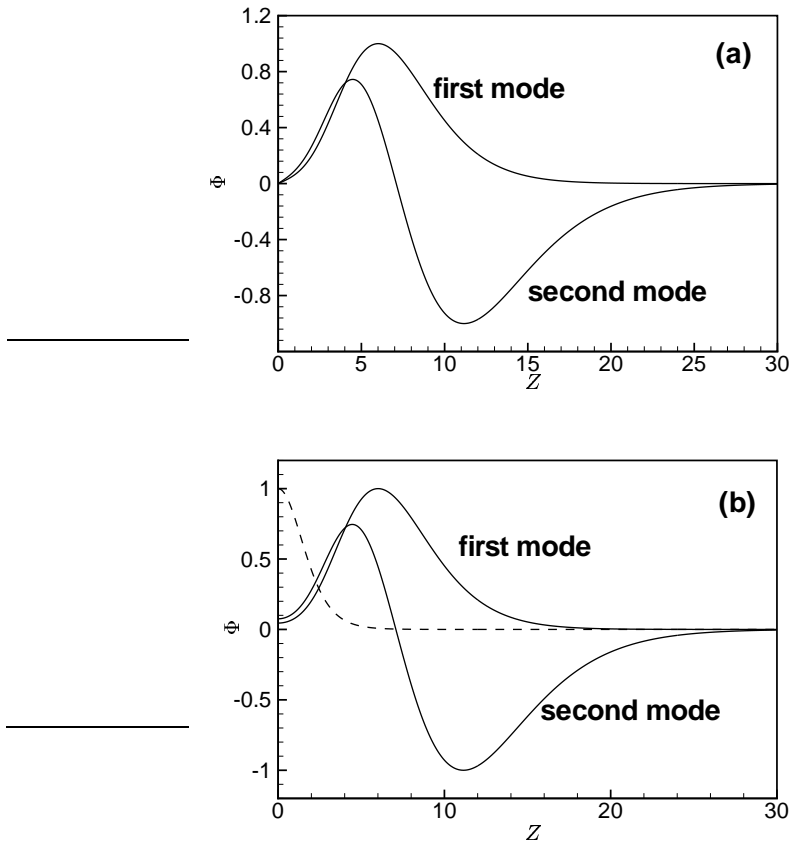 1.2
(a)
0.8
first mode
0.4
Φ
0
-0.4
-0.8
second mode
0 5 10 15 20 25 30
Z
1
(b)
0.5
first mode
Φ
0
-0.5
second mode
-1
0 10 20 30
Z